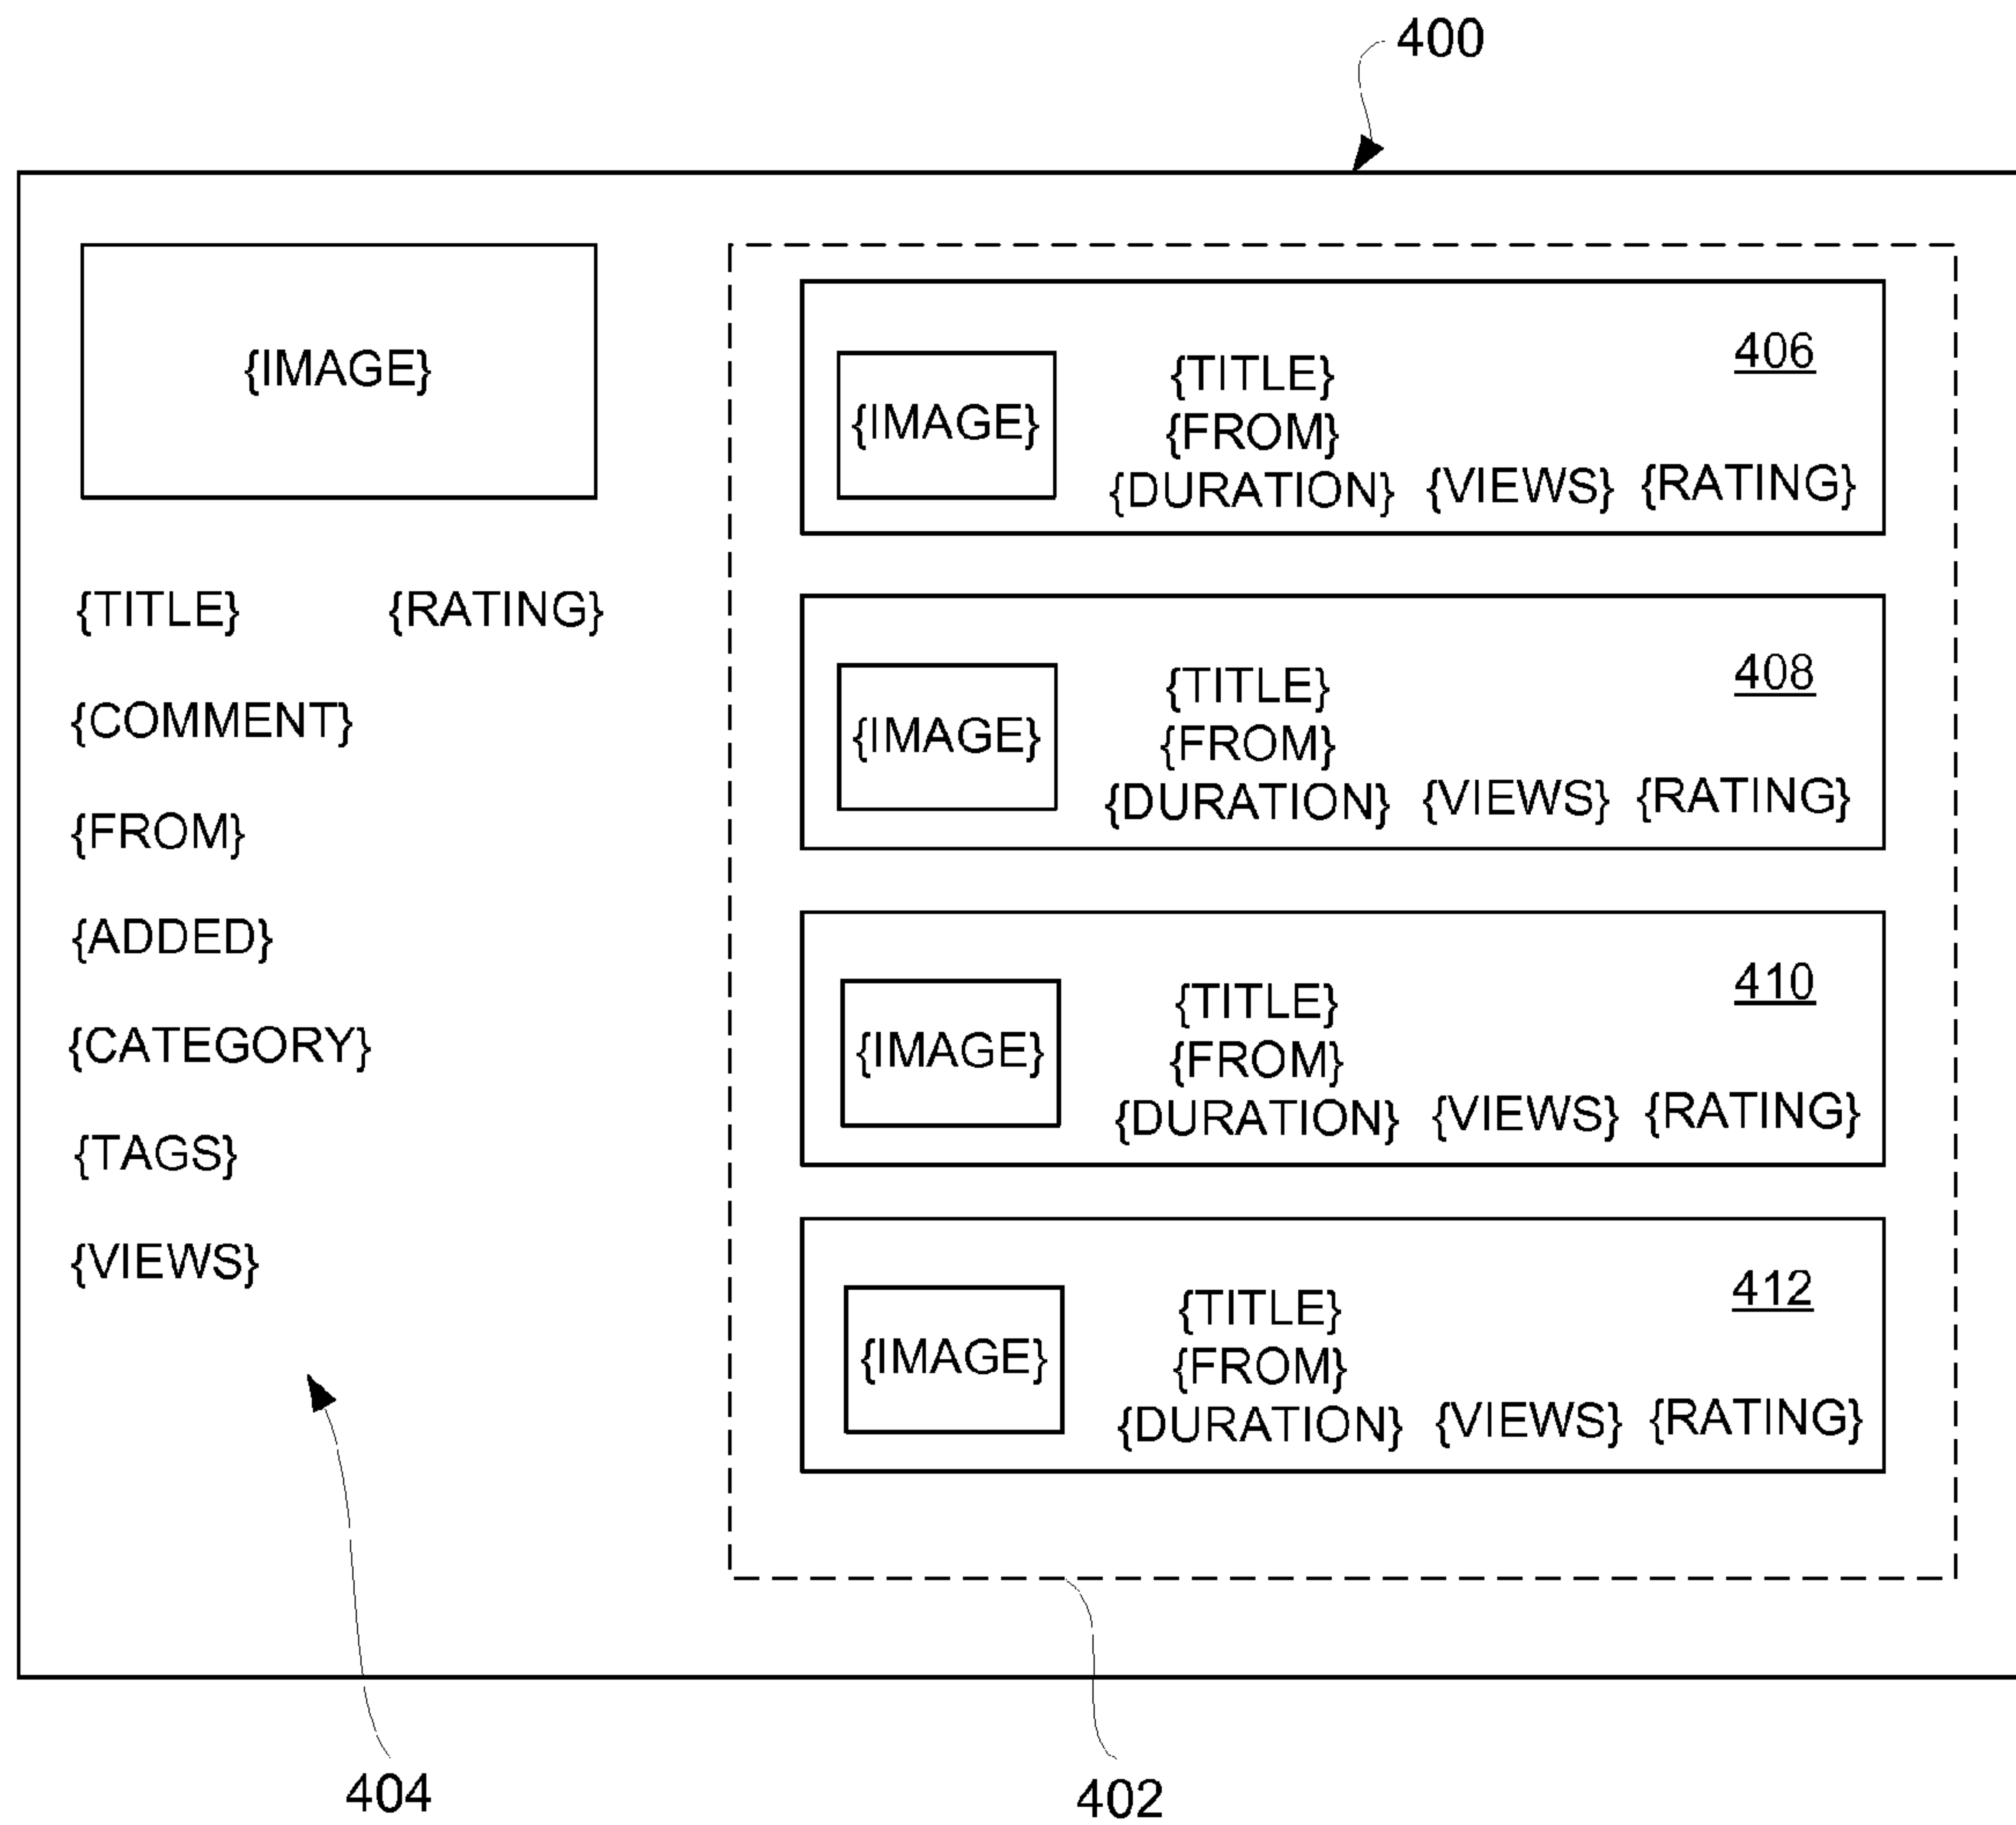 400
{IMAGE}
{TITLE} {RATING}
{COMMENT}
{FROM}
{ADDED}
{CATEGORY}
{TAGS}
{VIEWS}
406
{IMAGE}
{TITLE}
{FROM}
{DURATION} {VIEWS} {RATING}
408
{IMAGE}
{TITLE}
{FROM}
{DURATION} {VIEWS} {RATING}
410
{IMAGE}
{TITLE}
{FROM}
{DURATION} {VIEWS} {RATING}
412
{IMAGE}
{TITLE}
{FROM}
{DURATION} {VIEWS} {RATING}
404
402